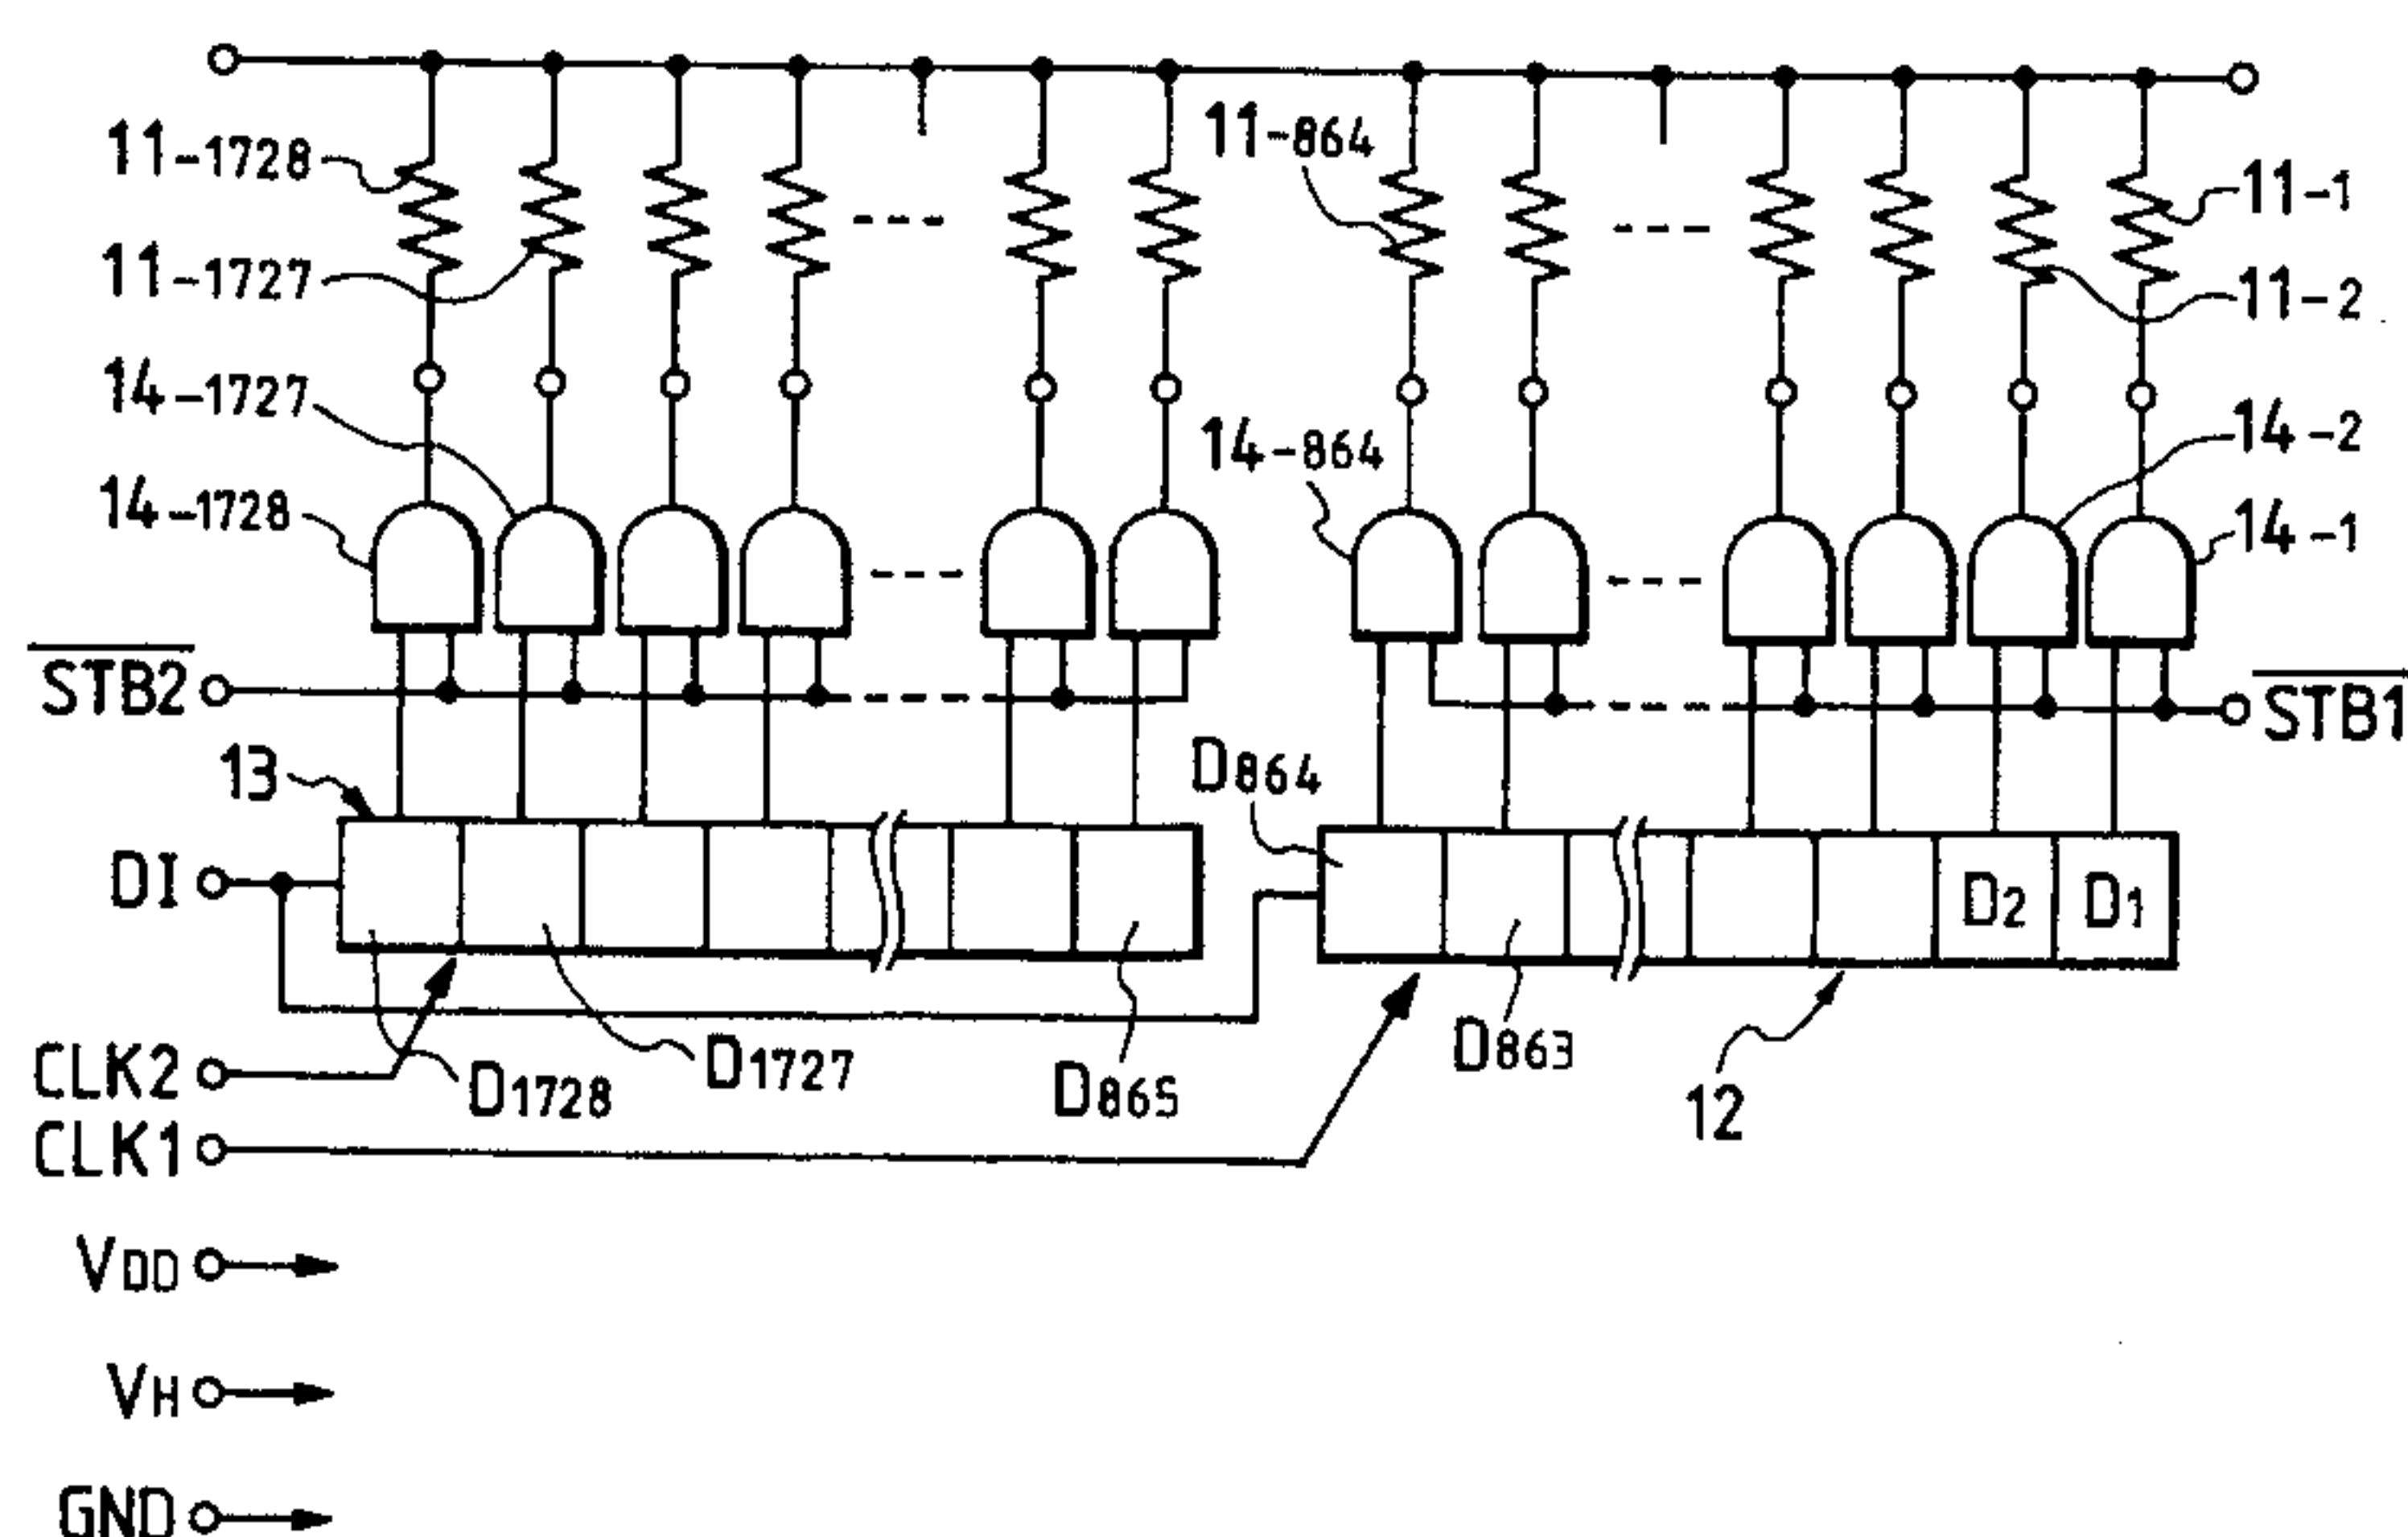 11-1728
11-864
11-1
11-1727
11-2
14-1727
14-864
14-2
14-1728
14-1
STB2
STB1
13
D864
DI
D2
D1
CLK2
D1728
D1727
D865
D863
12
CLK1
VDD
VH
GND